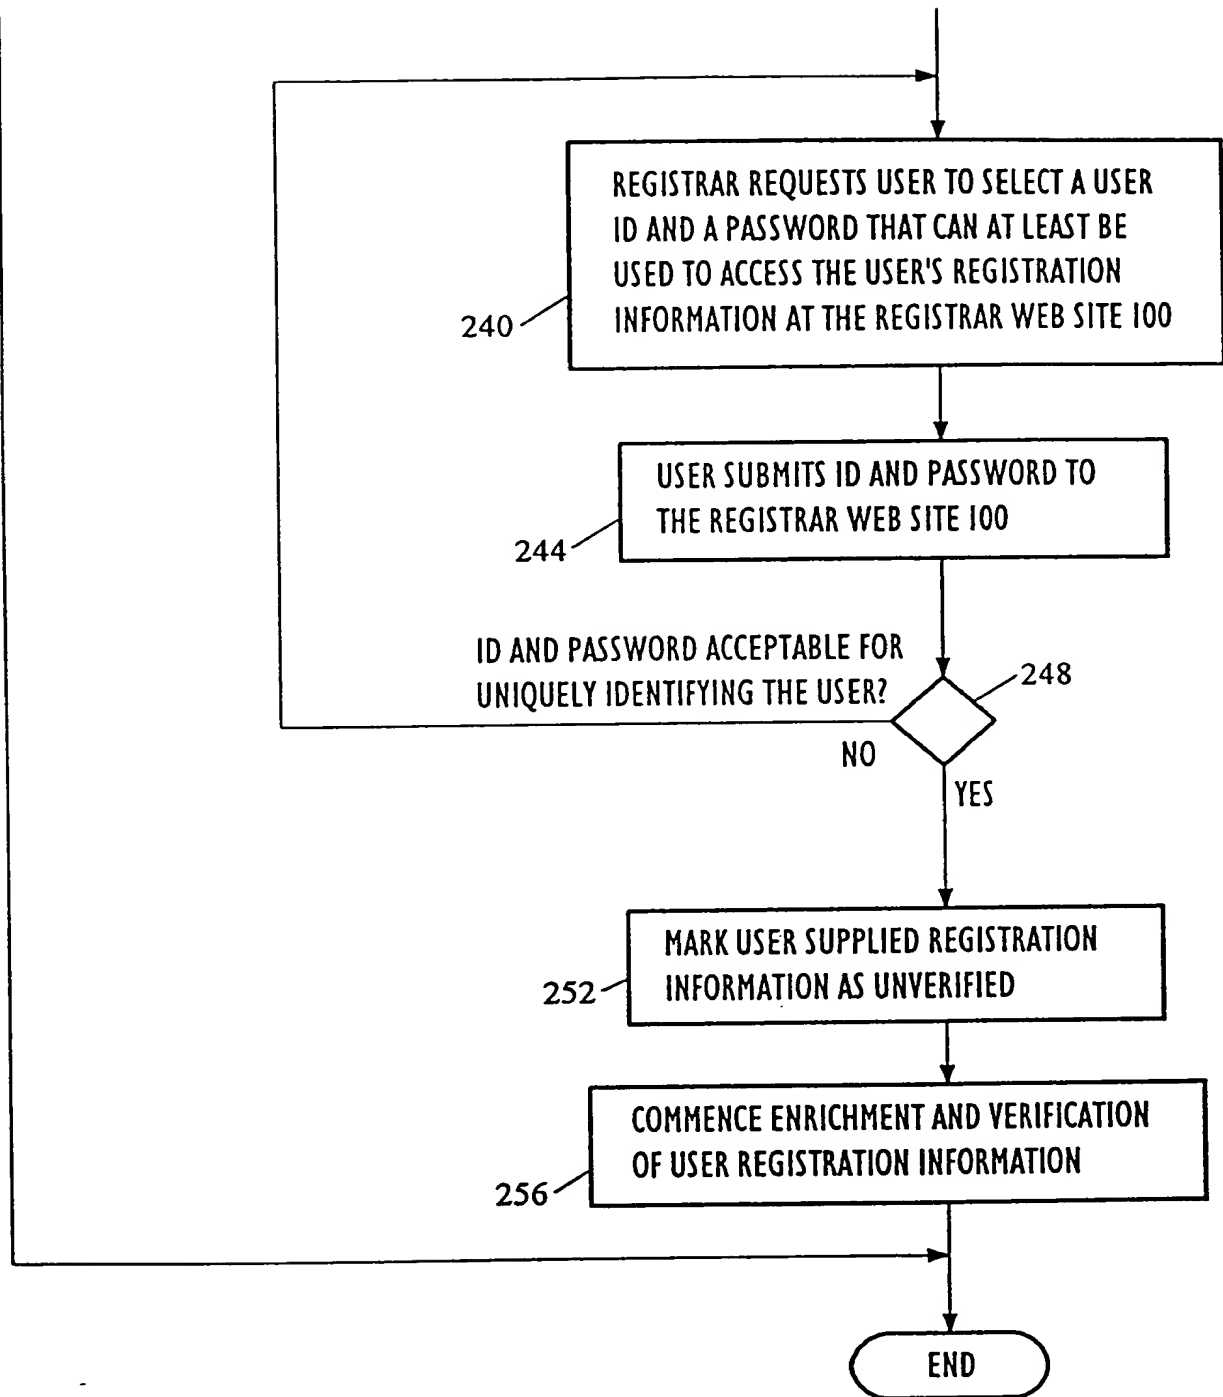 REGISTRAR REQUESTS USER TO SELECT A USER
ID AND A PASSWORD THAT CAN AT LEAST BE
USED TO ACCESS THE USER'S REGISTRATION
INFORMATION AT THE REGISTRAR WEB SITE 100
240
USER SUBMITS ID AND PASSWORD TO
THE REGISTRAR WEB SITE 100
244
ID AND PASSWORD ACCEPTABLE FOR
UNIQUELY IDENTIFYING THE USER?
248
NO
YES
MARK USER SUPPLIED REGISTRATION
INFORMATION AS UNVERIFIED
252
COMMENCE ENRICHMENT AND VERIFICATION
OF USER REGISTRATION INFORMATION
256
END